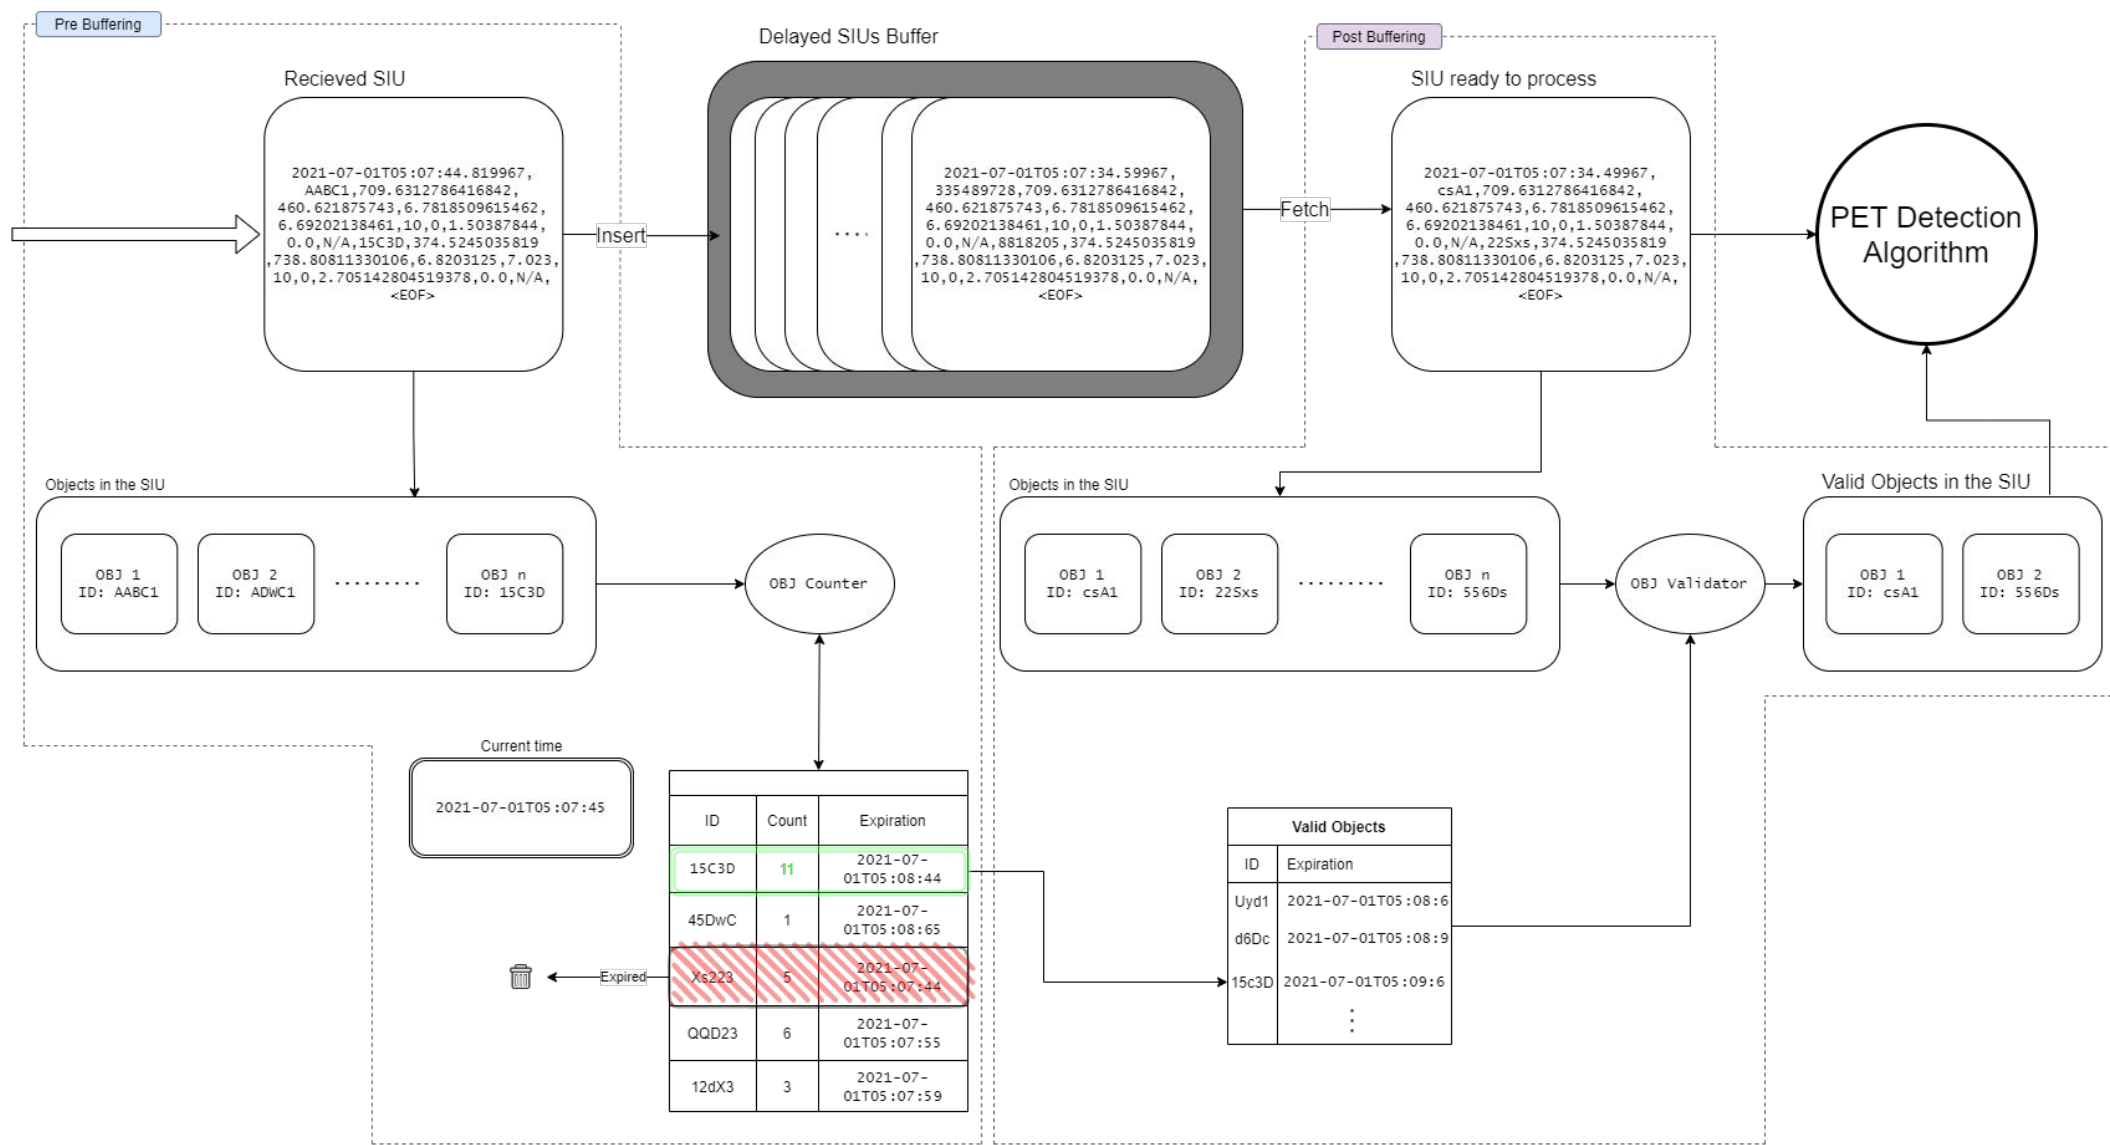 Pre Buffering
Delayed SIUs Buffer
Post Buffering
Recieved SIU
SIU ready to process
2021-07-01T05:07:44.819967,
AABC1,709.6312786416842,
460.621875743,6.7818509615462,
6.69202138461,10,0,1.50387844,
0.0,N/A,15C3D,374.5245035819
,738.80811330106,6.8203125,7.023,
10,0,2.705142804519378,0.0,N/A,
<EOF>
Insert
....
2021-07-01T05:07:34.59967,
335489728,709.6312786416842,
460.621875743,6.7818509615462,
6.69202138461,10,0,1.50387844,
0.0,N/A,8818205,374.5245035819
,738.80811330106,6.8203125,7.023,
10,0,2.705142804519378,0.0,N/A,
<EOF>
Fetch
2021-07-01T05:07:34.49967,
csA1,709.6312786416842,
460.621875743,6.7818509615462,
6.69202138461,10,0,1.50387844,
0.0,N/A,22Sxs,374.5245035819
,738.80811330106,6.8203125,7.023,
10,0,2.705142804519378,0.0,N/A,
<EOF>
PET Detection
Algorithm
Objects in the SIU
OBJ 1
ID: AABC1
OBJ 2
ID: ADWC1
.........
OBJ n
ID: 15C3D
OBJ Counter
Objects in the SIU
OBJ 1
ID: csA1
OBJ 2
ID: 22Sxs
.........
OBJ n
ID: 556Ds
OBJ Validator
Valid Objects in the SIU
OBJ 1
ID: csA1
OBJ 2
ID: 556Ds
Current time
2021-07-01T05:07:45
ID Count Expiration
15C3D 11 2021-07-
01T05:08:44
45DwC 1 2021-07-
01T05:08:65
Expired
Xs223 5 2021-07-
01T05:07:44
QQD23 6 2021-07-
01T05:07:55
12dX3 3 2021-07-
01T05:07:59
Valid Objects
ID Expiration
Uyd1 2021-07-01T05:08:6
d6Dc 2021-07-01T05:08:9
15c3D 2021-07-01T05:09:6
⋮